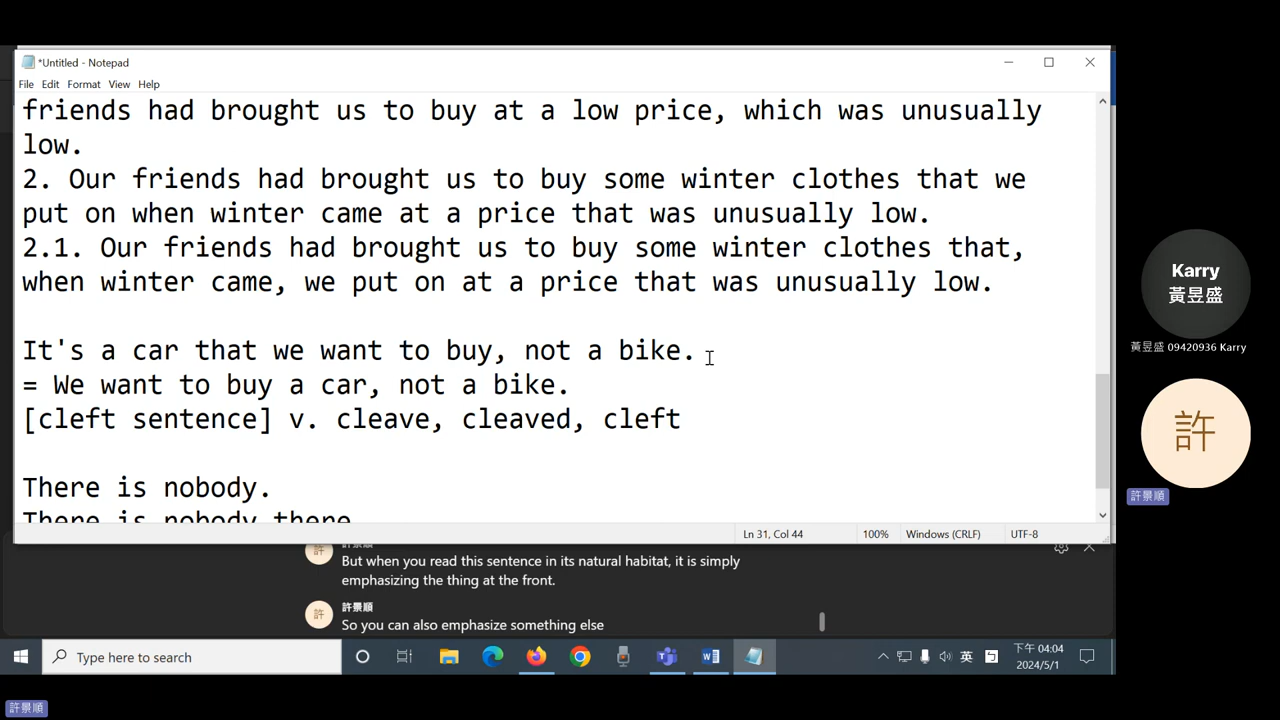 *Untitled - Notepad
File Edit Format View Help
friends had brought us to buy at a low price, which was unusually
low.
2. Our friends had brought us to buy some winter clothes that we
put on when winter came at a price that was unusually low.
2.1. Our friends had brought us to buy some winter clothes that,
when winter came, we put on at a price that was unusually low.
It's a car that we want to buy, not a bike.
= We want to buy a car, not a bike.
[cleft sentence] v. cleave, cleaved, cleft
There is nobody.
There is nobody there
Ln 31, Col 44
100%
Windows (CRLF)
UTF-8
許
許景順
But when you read this sentence in its natural habitat, it is simply
emphasizing the thing at the front.
許
許景順
So you can also emphasize something else
Type here to search
英
下午 04:04
2024/5/1
Karry
黃昱盛
黃昱盛 09420936 Karry
許
許景順
許景順